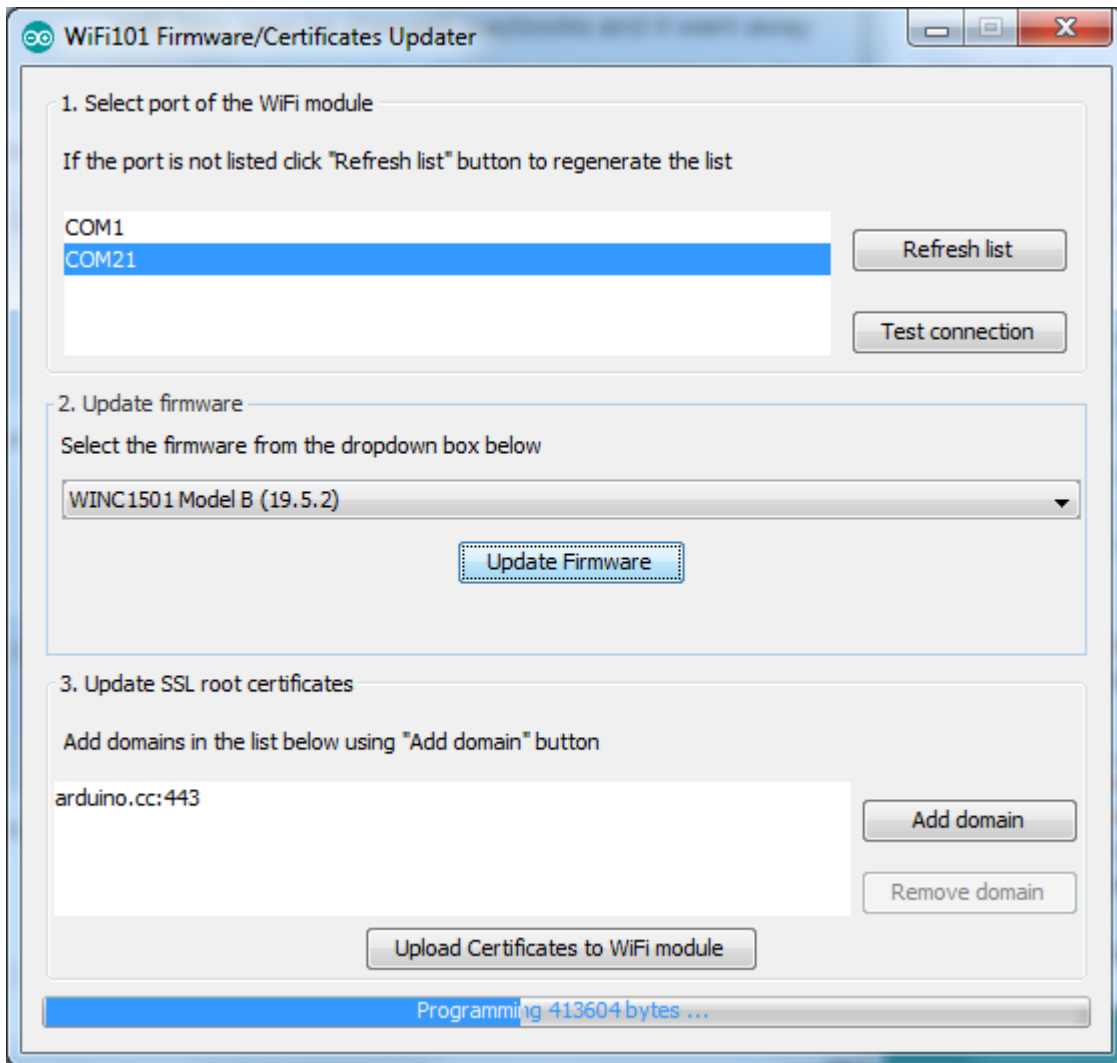 WiFi101 Firmware/Certificates Updater
1. Select port of the WiFi module
If the port is not listed click "Refresh list" button to regenerate the list
COM1
COM21
Refresh list
Test connection
2. Update firmware
Select the firmware from the dropdown box below
WINC1501 Model B (19.5.2)
Update Firmware
3. Update SSL root certificates
Add domains in the list below using "Add domain" button
arduino.cc:443
Add domain
Remove domain
Upload Certificates to WiFi module
Programming 413604 bytes ...